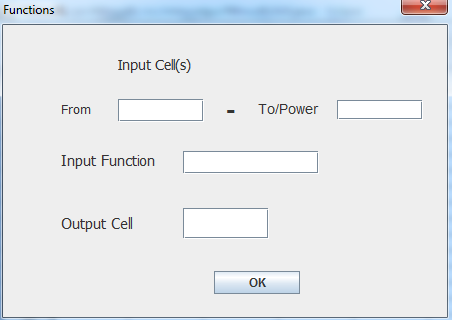 Functions
Input Cell(s)
From - To/Power
Input Function
Output Cell
OK